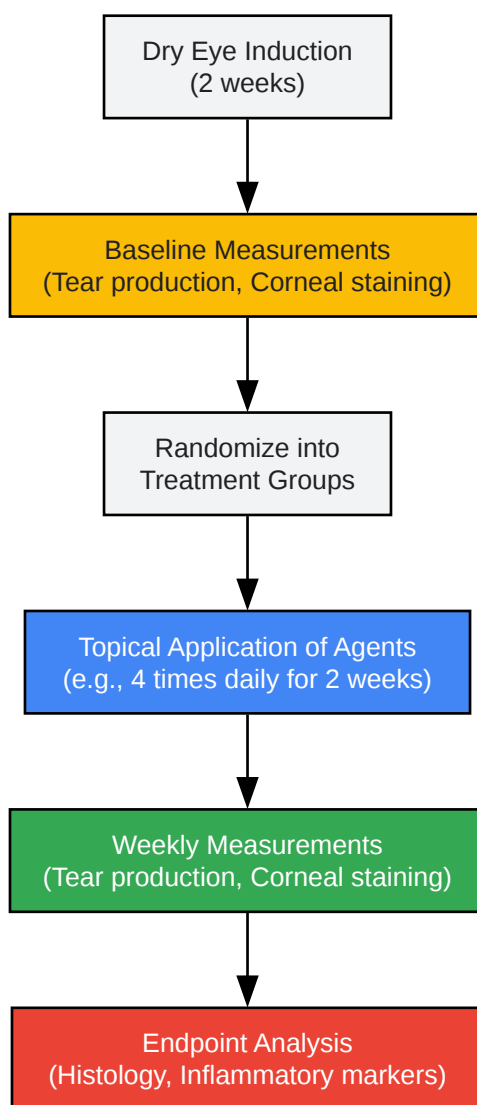 Dry Eye Induction
(2 weeks)
Baseline Measurements
(Tear production, Corneal staining)
Randomize into
Treatment Groups
Topical Application of Agents
(e.g., 4 times daily for 2 weeks)
Weekly Measurements
(Tear production, Corneal staining)
Endpoint Analysis
(Histology, Inflammatory markers)